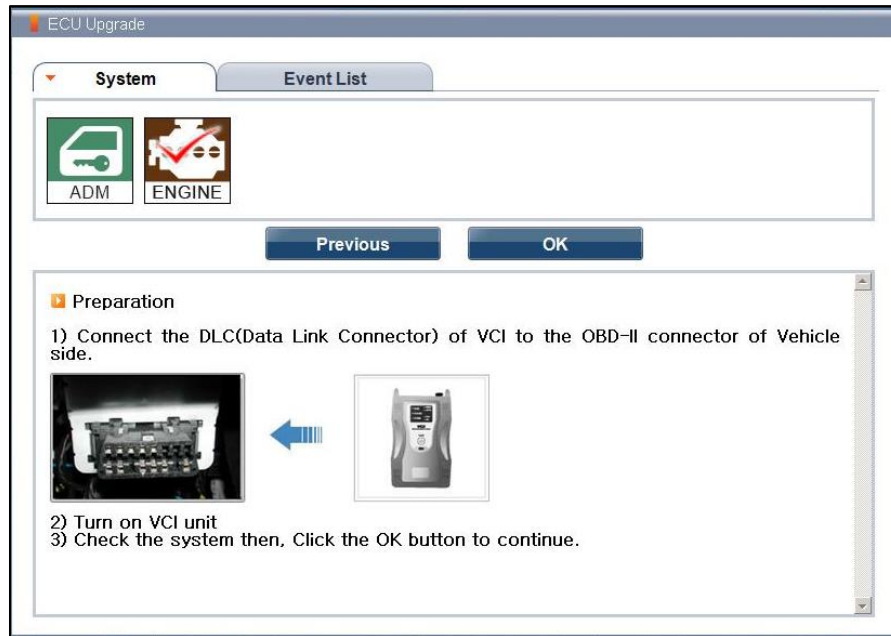 ECU Upgrade
System
Event List
ADM
ENGINE
Previous
OK
Preparation
1) Connect the DLC(Data Link Connector) of VCI to the OBD-II connector of Vehicle
side.
2) Turn on VCI unit
3) Check the system then, Click the OK button to continue.